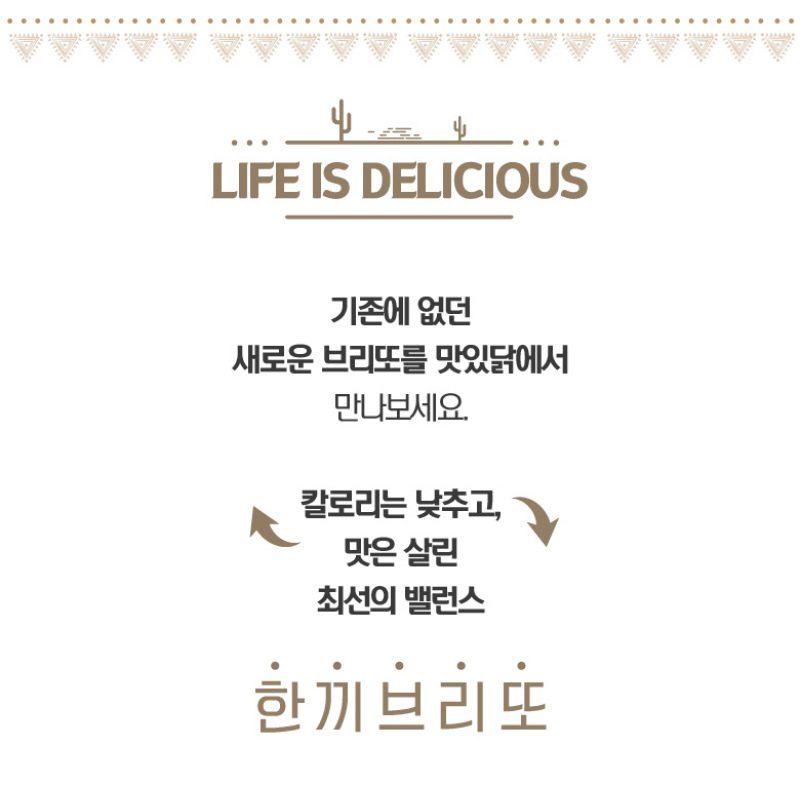 LIFE IS DELICIOUS
기존에 없던
새로운 브리또를 맛있닭에서
만나보세요.
칼로리는 낮추고,
맛은 살린
최선의 밸런스
한끼브리또